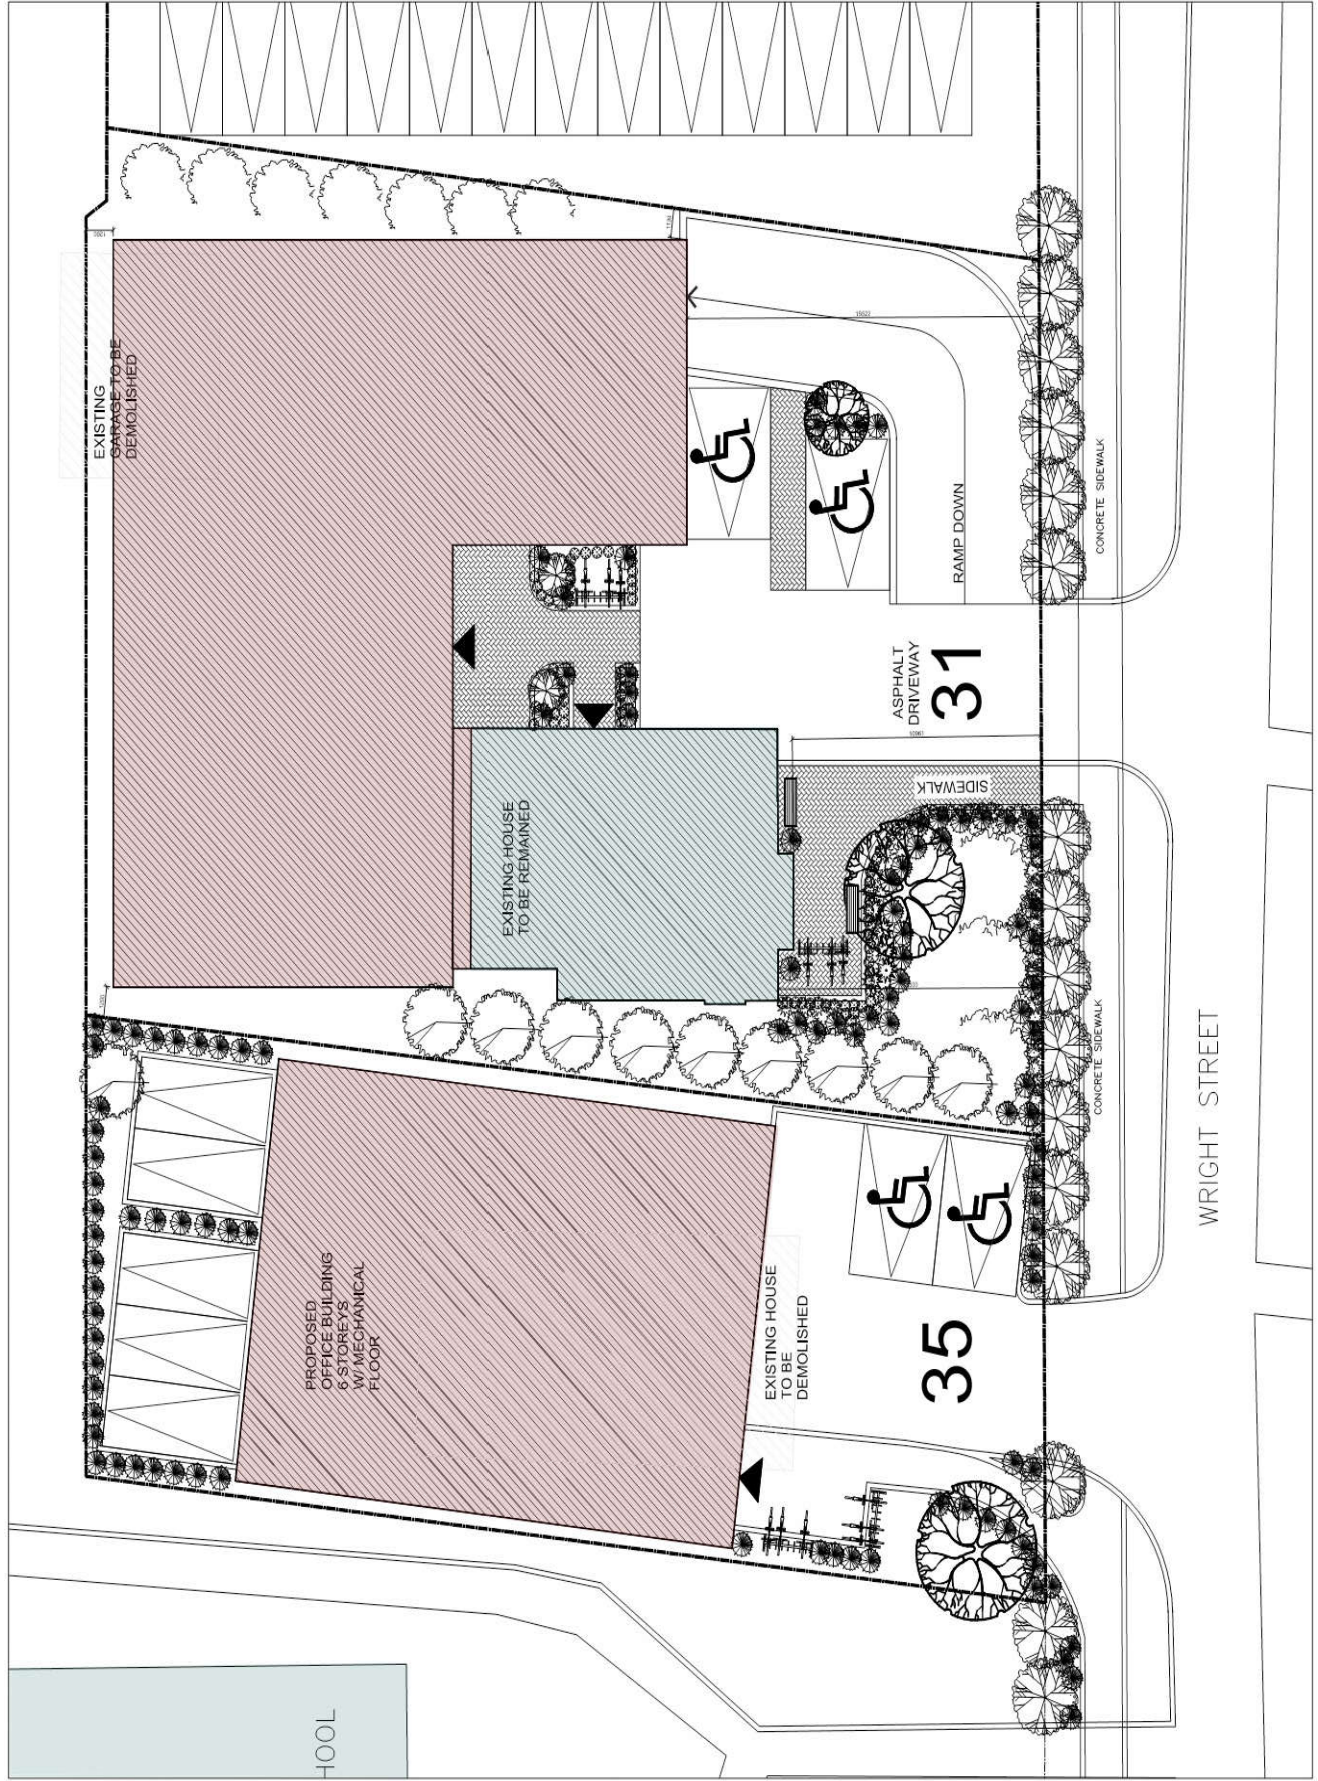 EXISTING
GARAGE TO BE
DEMOLISHED
15522
RAMP DOWN
CONCRETE SIDEWALK
ASPHALT
DRIVEWAY
31
SIDEWALK
EXISTING HOUSE
TO BE REMAINED
CONCRETE SIDEWALK
WRIGHT STREET
PROPOSED
OFFICE BUILDING
6 STOREYS
W/ MECHANICAL
FLOOR
EXISTING HOUSE
TO BE
DEMOLISHED
35
HOOL